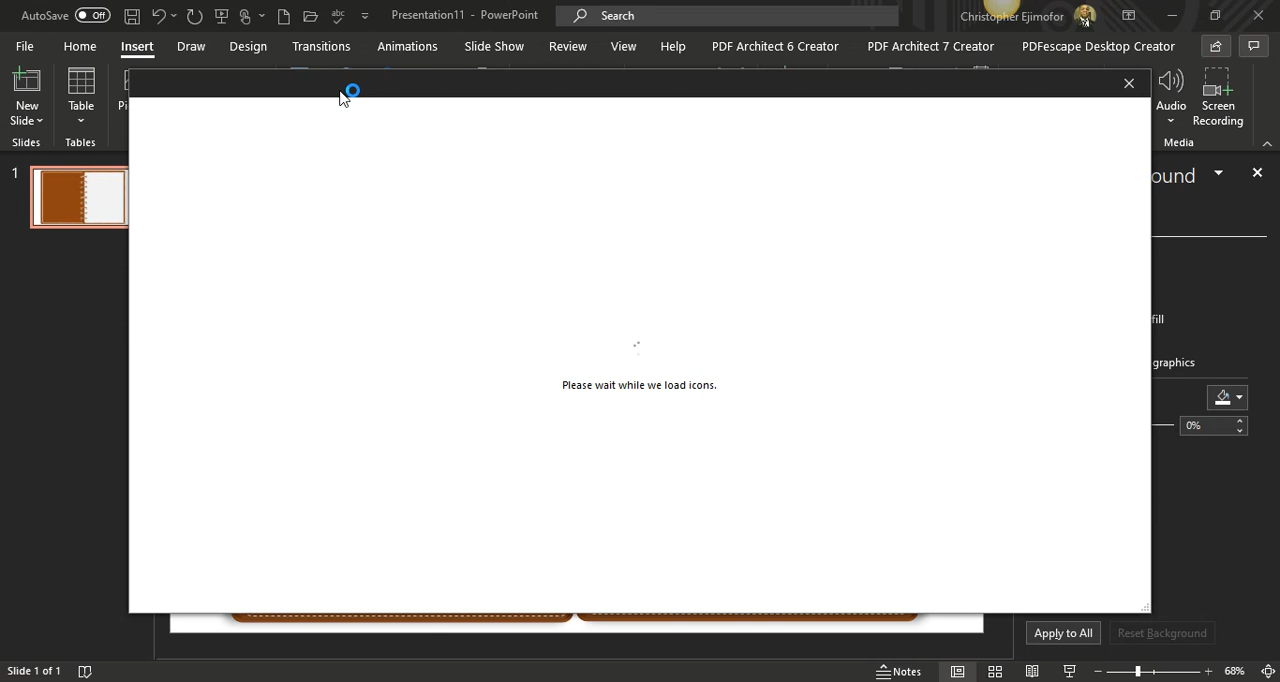 AutoSave Off Presentation11 - PowerPoint Search Christopher Ejimofor
File Home Insert Draw Design Transitions Animations Slide Show Review View Help PDF Architect 6 Creator PDF Architect 7 Creator PDFescape Desktop Creator
New
Slide
Table
Pi
Audio
Screen
Recording
Slides Tables Media
1
ound
fill
Please wait while we load icons.
graphics
0%
Apply to All Reset Background
Slide 1 of 1 Notes 68%